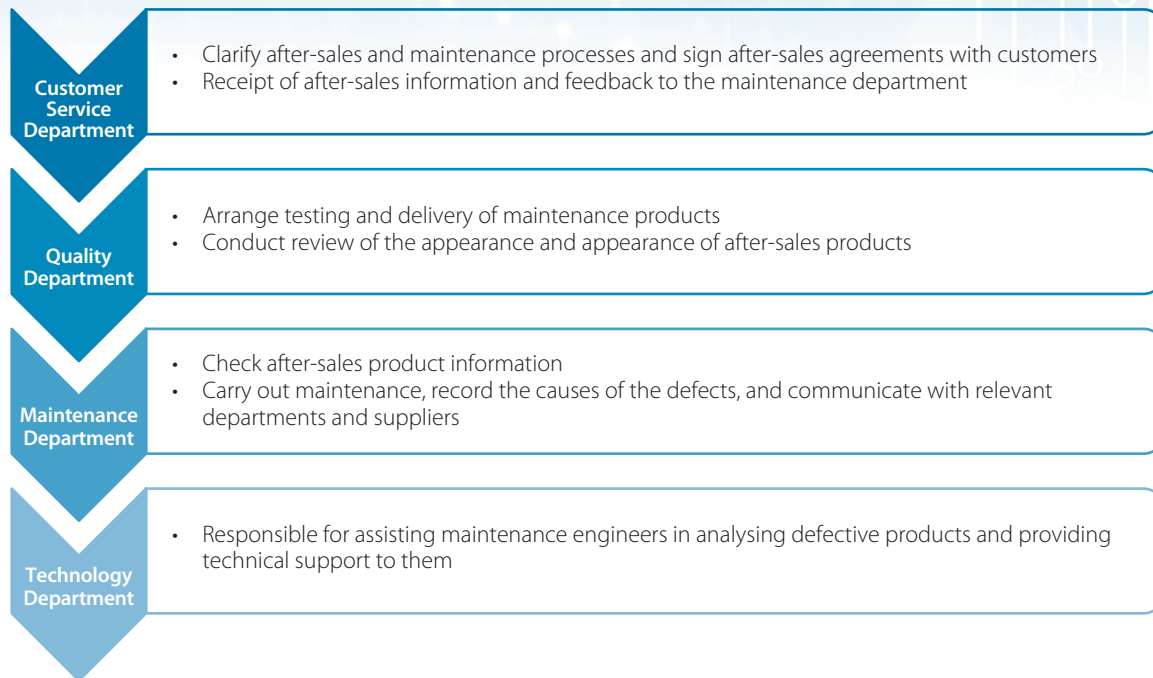 Customer
Service
Department
• Clarify after-sales and maintenance processes and sign after-sales agreements with customers
• Receipt of after-sales information and feedback to the maintenance department
Quality
Department
• Arrange testing and delivery of maintenance products
• Conduct review of the appearance and appearance of after-sales products
Maintenance
Department
• Check after-sales product information
• Carry out maintenance, record the causes of the defects, and communicate with relevant
departments and suppliers
Technology
Department
• Responsible for assisting maintenance engineers in analysing defective products and providing
technical support to them